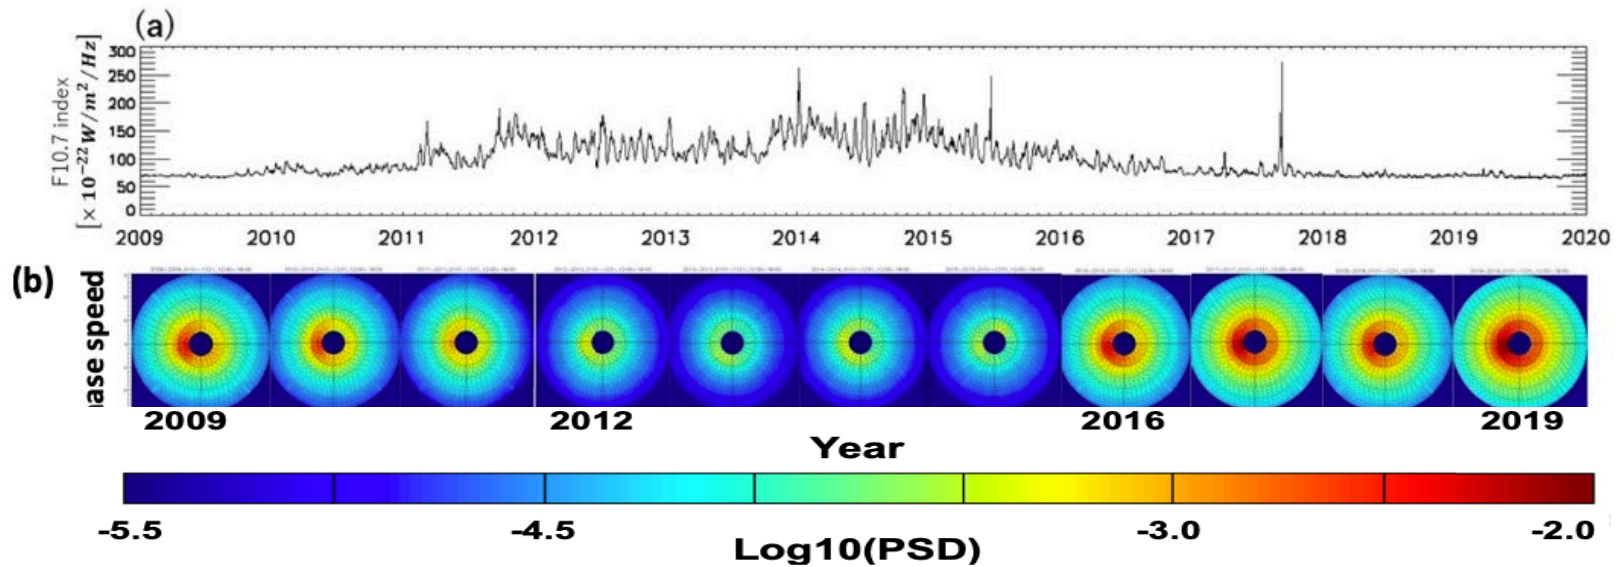 (a)
F10.7 index
[× 10⁻²² W/m²/Hz]
300
250
200
150
100
50
0
2009 2010 2011 2012 2013 2014 2015 2016 2017 2018 2019 2020
(b)
ase speed
2009 2012 2016 2019
Year
-5.5 -4.5 -3.0 -2.0
Log10(PSD)